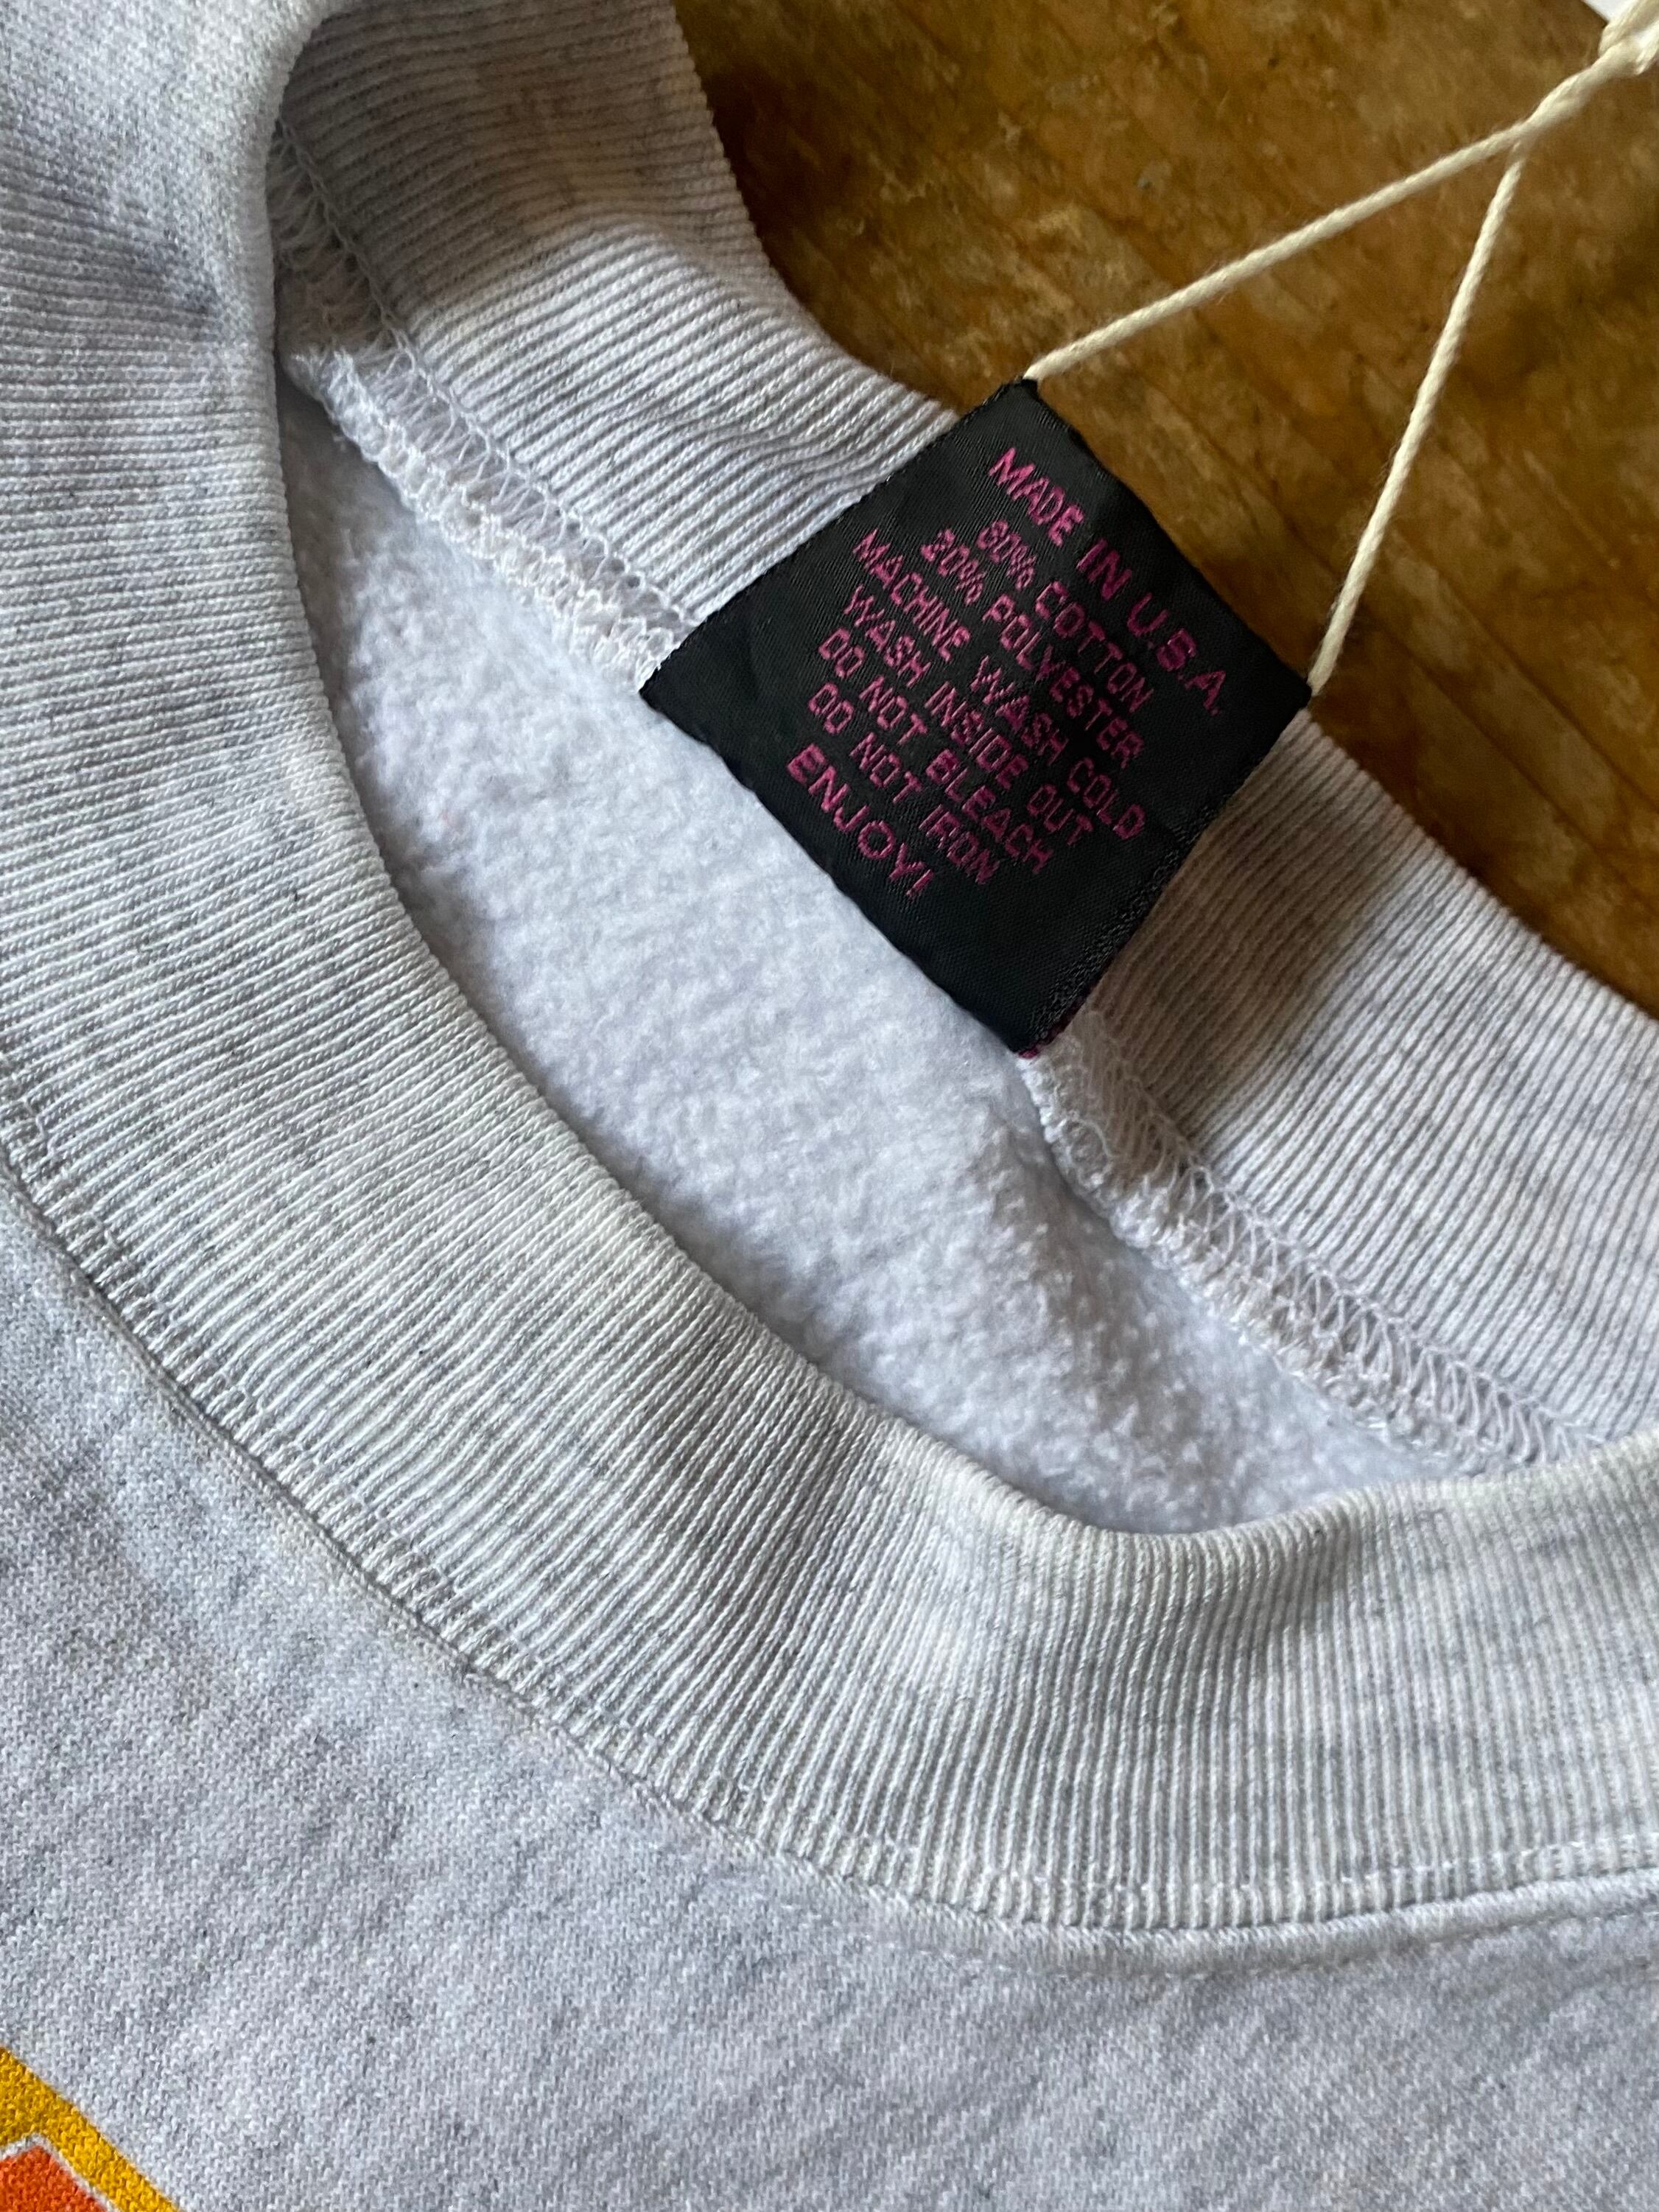 MADE IN U.S.A.
80% COTTON
20% POLYESTER
MACHINE WASH COLD
WASH INSIDE OUT
DO NOT BLEACH
DO NOT IRON
ENJOY!